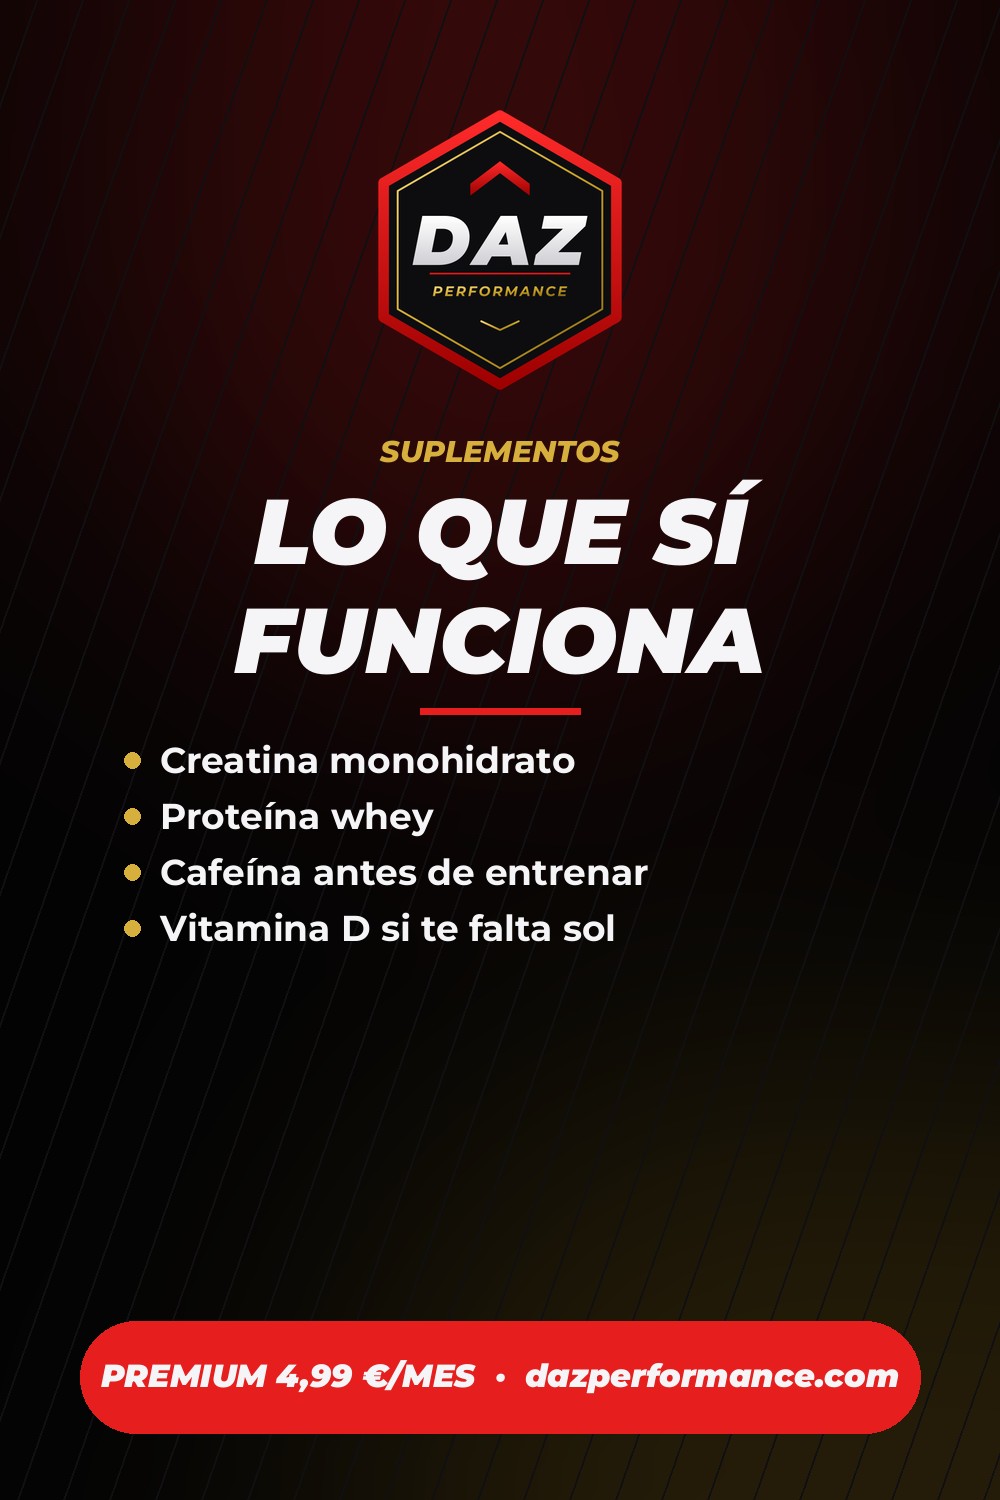 DAZ
PERFORMANCE
SUPLEMENTOS
LO QUE SÍ
FUNCIONA
Creatina monohidrato
Proteína whey
Cafeína antes de entrenar
Vitamina D si te falta sol
PREMIUM 4,99 €/MES • dazperformance.com